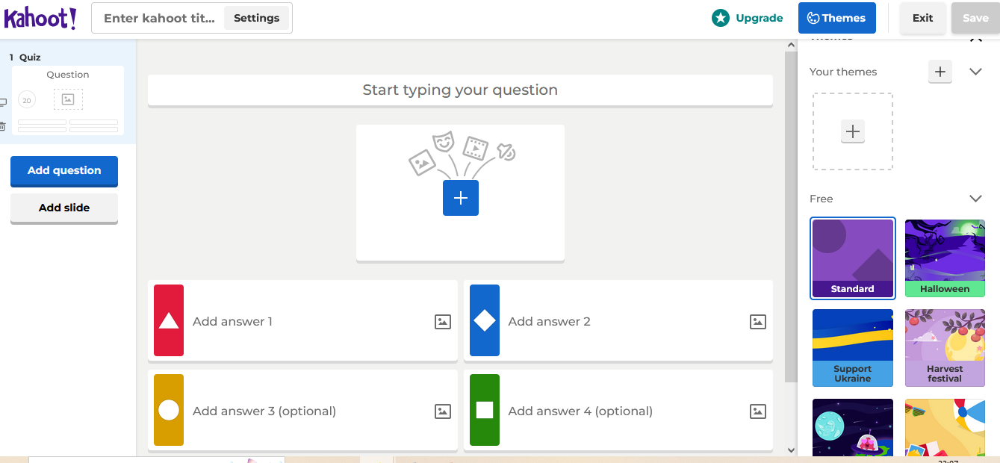 Kahoot!
Enter kahoot tit...
Settings
Upgrade
Themes
Exit
Save
1 Quiz
Question
20
Add question
Add slide
Start typing your question
Add answer 1
Add answer 2
Add answer 3 (optional)
Add answer 4 (optional)
Themes
Your themes
Free
Standard
Halloween
Support
Ukraine
Harvest
festival